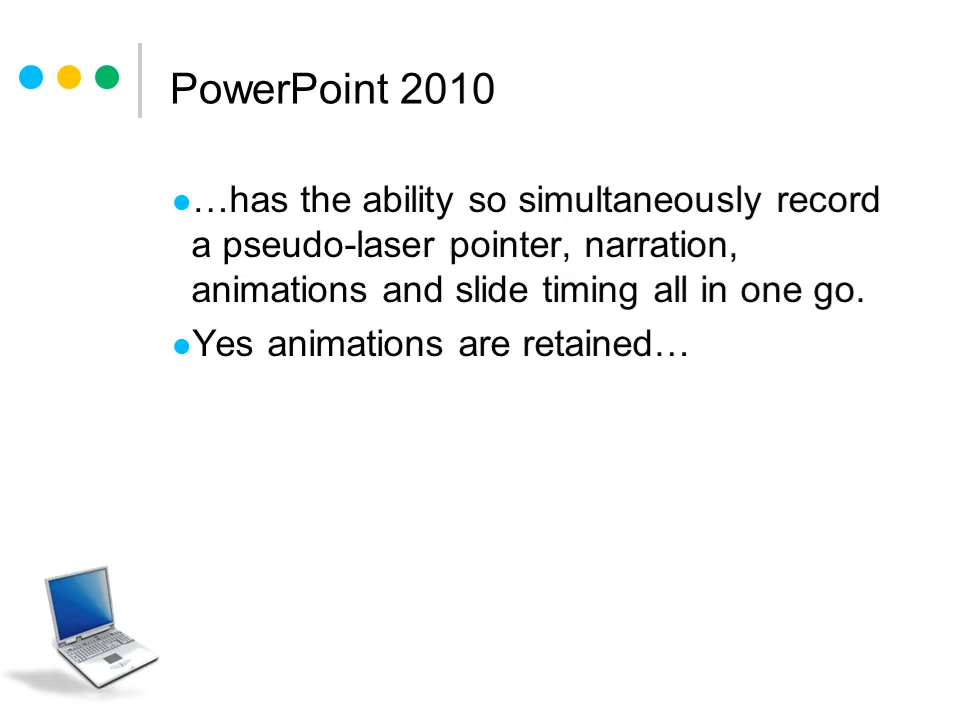 PowerPoint 2010
…has the ability so simultaneously record
a pseudo-laser pointer, narration,
animations and slide timing all in one go.
Yes animations are retained…